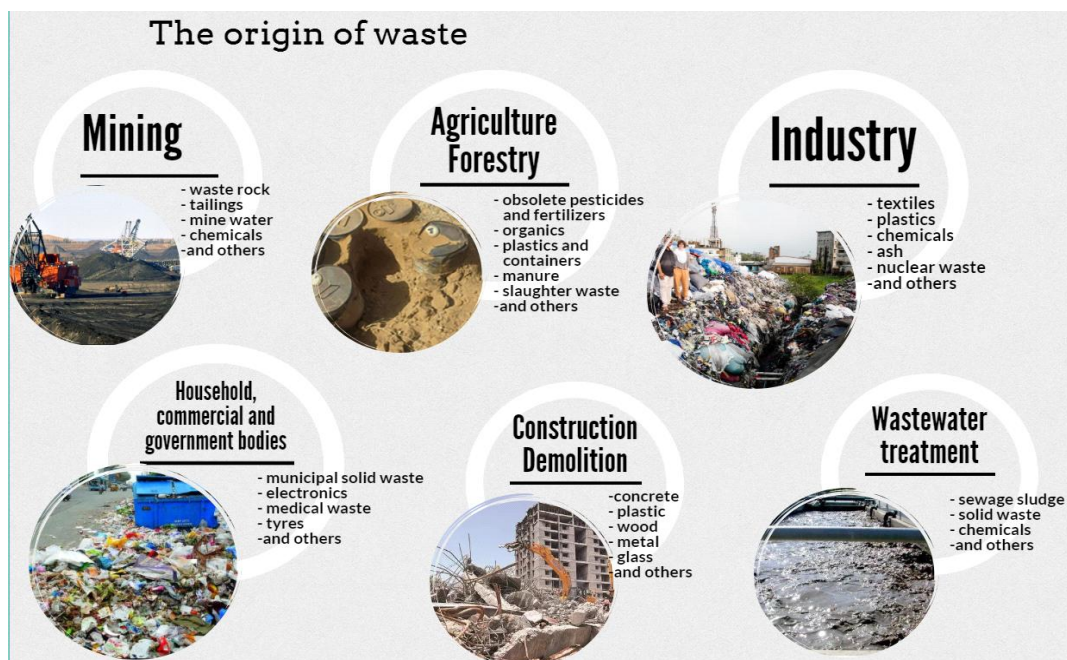 The origin of waste
Mining
- waste rock
- tailings
- mine water
- chemicals
-and others
Agriculture
Forestry
- obsolete pesticides
and fertilizers
- organics
- plastics and
containers
- manure
- slaughter waste
-and others
Industry
- textiles
- plastics
- chemicals
- ash
- nuclear waste
-and others
Household,
commercial and
government bodies
- municipal solid waste
- electronics
- medical waste
- tyres
-and others
Construction
Demolition
-concrete
- plastic
- wood
- metal
- glass
-and others
Wastewater
treatment
- sewage sludge
- solid waste
- chemicals
-and others